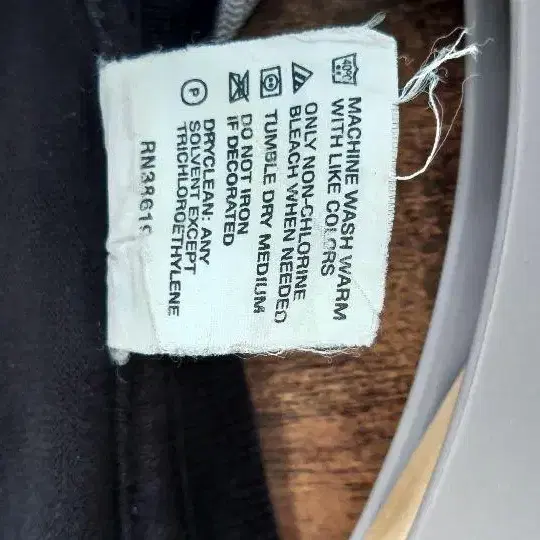 40°C
MACHINE WASH WARM
WITH LIKE COLORS
ONLY NON-CHLORINE
BLEACH WHEN NEEDED
TUMBLE DRY MEDIUM
DO NOT IRON
IF DECORATED
P
DRYCLEAN: ANY
SOLVENT EXCEPT
TRICHLOROETHYLENE